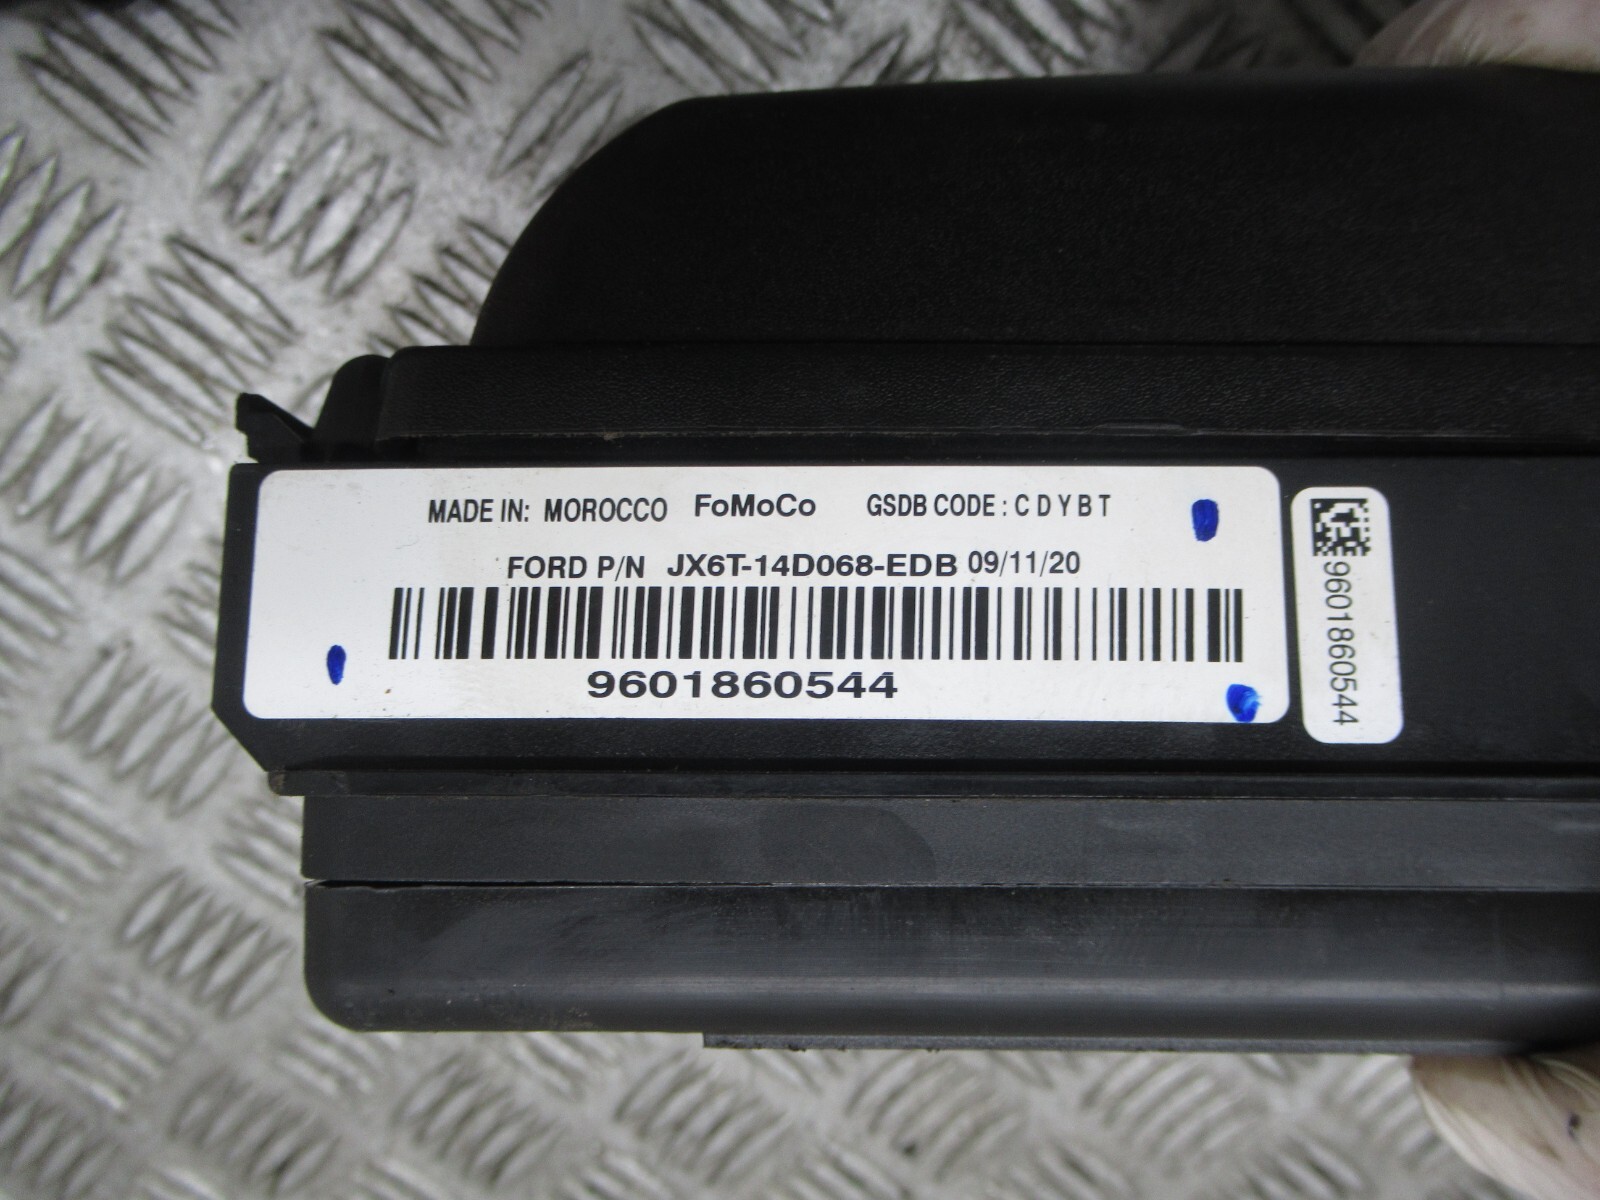 MADE IN: MOROCCO FoMoCo GSDB CODE : C D Y B T
FORD P/N JX6T-14D068-EDB 09/11/20
9601860544
9601860544